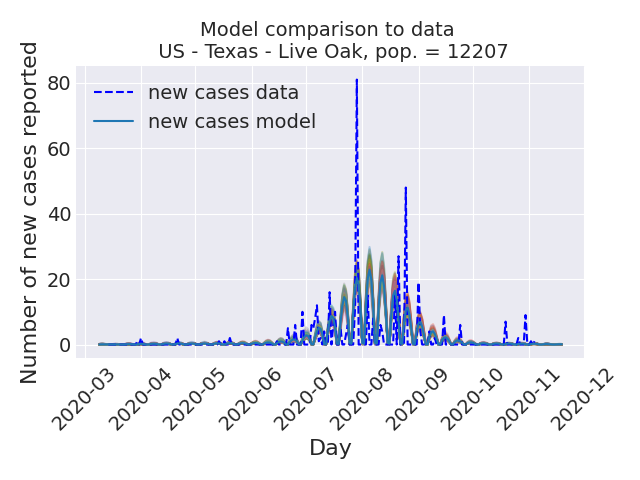 Model comparison to data
US - Texas - Live Oak, pop. = 12207
Number of new cases reported
80
60
40
20
0
new cases data
new cases model
2020-03
2020-04
2020-05
2020-06
2020-07
2020-08
2020-09
2020-10
2020-11
2020-12
Day